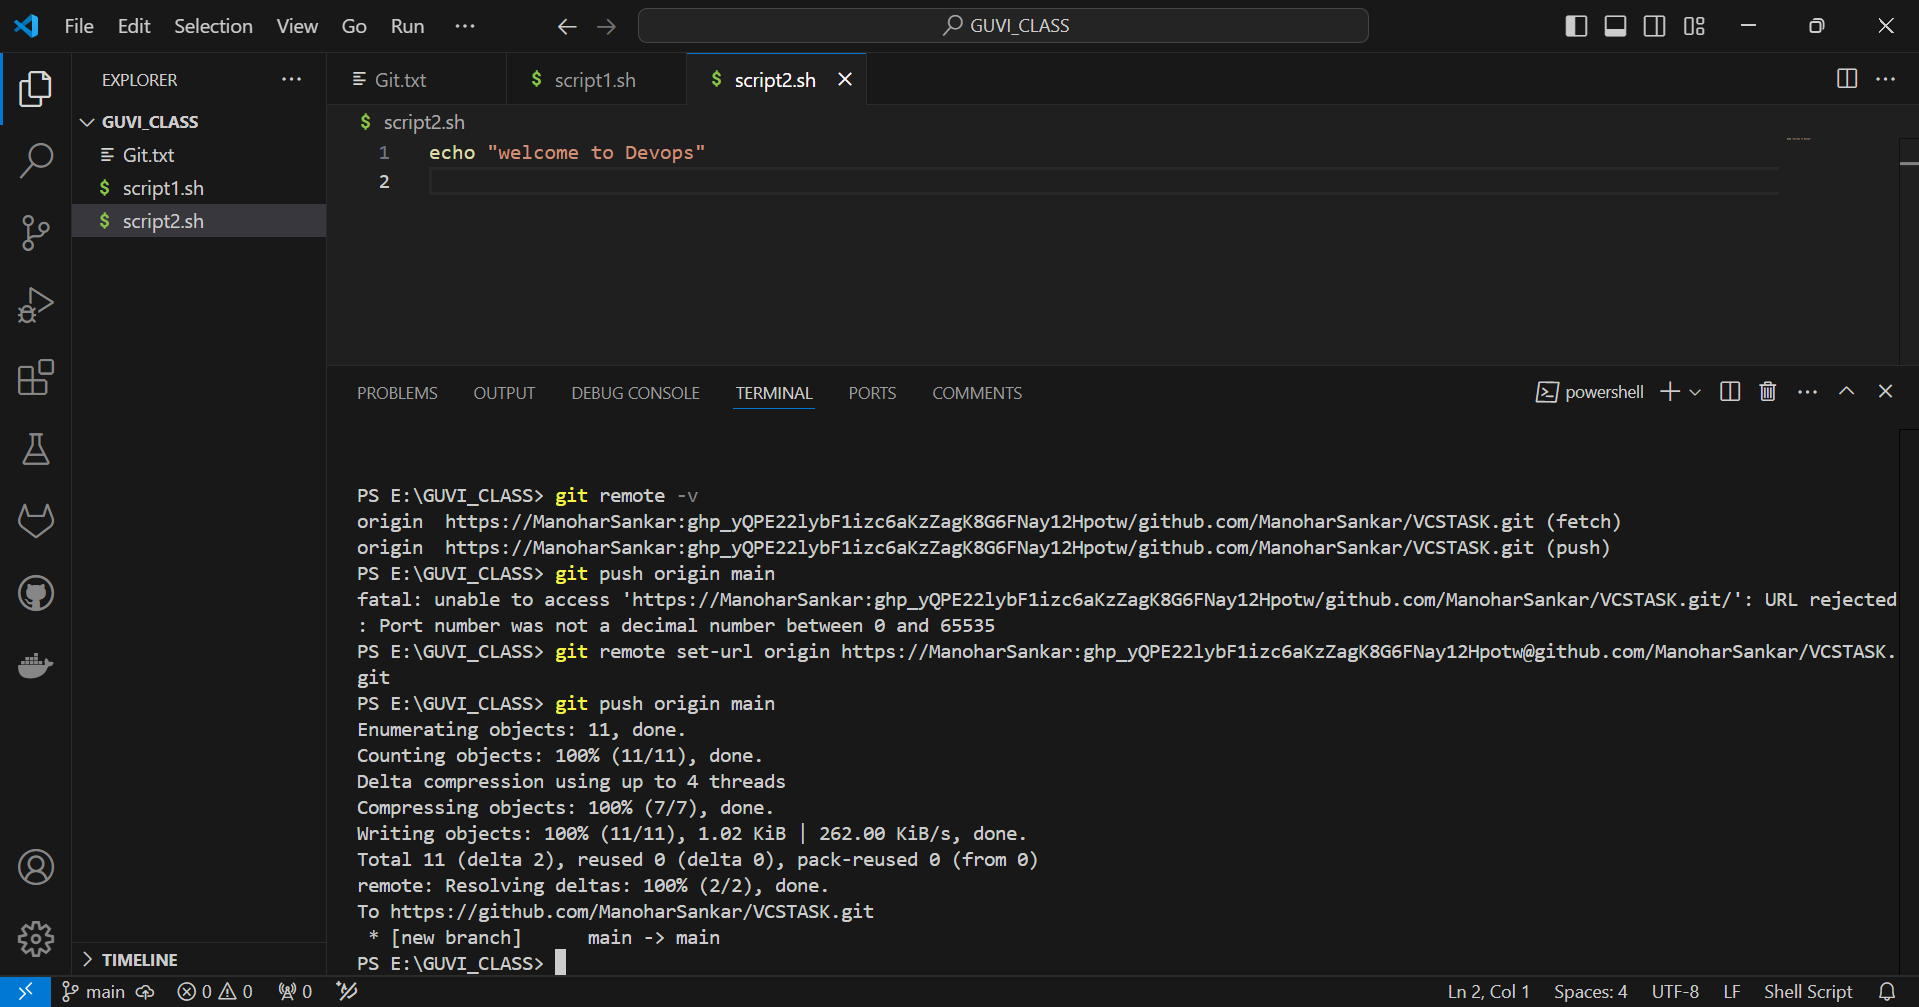 File Edit Selection View Go Run ··· GUVI_CLASS
EXPLORER ···
GUVI_CLASS
Git.txt
script1.sh
script2.sh
Git.txt
$ script1.sh
$ script2.sh
$ script2.sh
1 echo "welcome to Devops"
2
PROBLEMS OUTPUT DEBUG CONSOLE TERMINAL PORTS COMMENTS powershell
PS E:\GUVI_CLASS> git remote -v
origin  https://ManoharSankar: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/github.com/ManoharSankar/VCSTASK.git (fetch)
origin  https://ManoharSankar: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/github.com/ManoharSankar/VCSTASK.git (push)
PS E:\GUVI_CLASS> git push origin main
fatal: unable to access 'https://ManoharSankar: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/github.com/ManoharSankar/VCSTASK.git/': URL rejected
: Port number was not a decimal number between 0 and 65535
PS E:\GUVI_CLASS> git remote set-url origin https://ManoharSankar: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@github.com/ManoharSankar/VCSTASK.
git
PS E:\GUVI_CLASS> git push origin main
Enumerating objects: 11, done.
Counting objects: 100% (11/11), done.
Delta compression using up to 4 threads
Compressing objects: 100% (7/7), done.
Writing objects: 100% (11/11), 1.02 KiB | 262.00 KiB/s, done.
Total 11 (delta 2), reused 0 (delta 0), pack-reused 0 (from 0)
remote: Resolving deltas: 100% (2/2), done.
To https://github.com/ManoharSankar/VCSTASK.git
 * [new branch]      main -> main
PS E:\GUVI_CLASS>
TIMELINE
main 0 0 0 Ln 2, Col 1 Spaces: 4 UTF-8 LF Shell Script